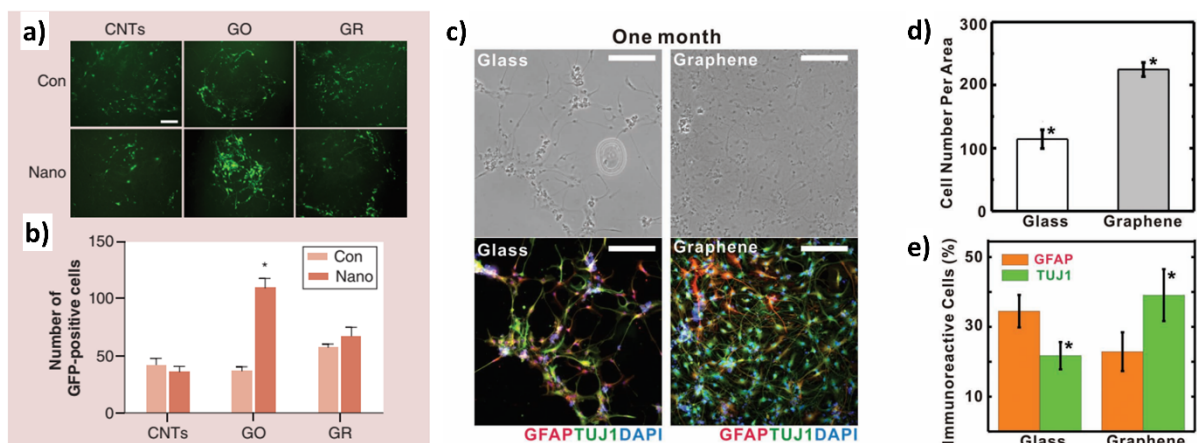 a)
CNTs GO GR
Con
Nano
b)
150
100
50
0
Number of
GFP-positive cells
Con
Nano
*
CNTs GO GR
c)
One month
Glass Graphene
Glass Graphene
GFAPTUJ1DAPI GFAPTUJ1DAPI
d)
300
200
100
0
Cell Number Per Area
*
*
Glass Graphene
e)
50
30
10
Immunoreactive Cells (%)
GFAP
TUJ1
*
*
Glass Graphene